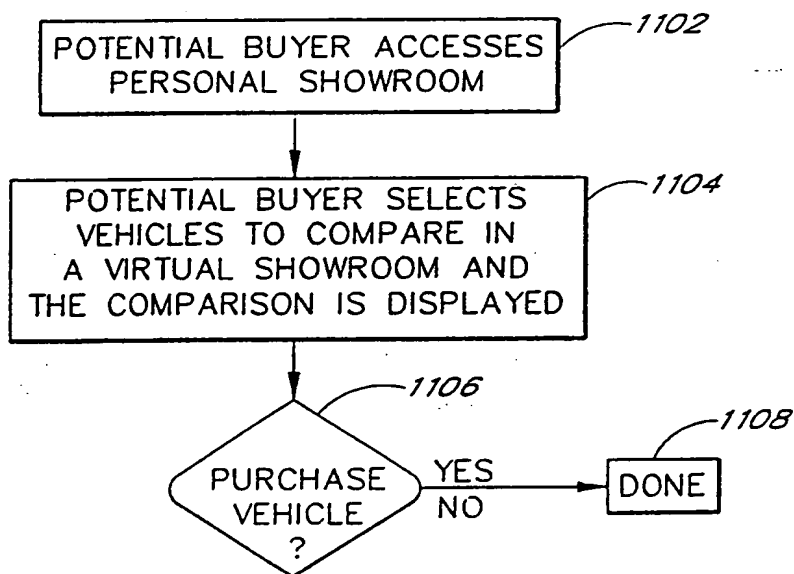 1102
POTENTIAL BUYER ACCESSES
PERSONAL SHOWROOM
1104
POTENTIAL BUYER SELECTS
VEHICLES TO COMPARE IN
A VIRTUAL SHOWROOM AND
THE COMPARISON IS DISPLAYED
1106
PURCHASE
VEHICLE
?
YES
NO
1108
DONE